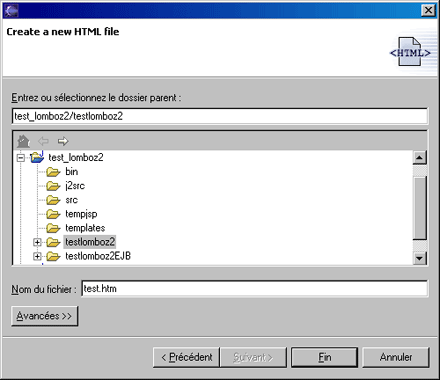 Create a new HTML file
<HTML>
Entrez ou sélectionnez le dossier parent :
test_lomboz2/testlomboz2
test_lomboz2
bin
j2src
src
tempjsp
templates
testlomboz2
testlomboz2EJB
Nom du fichier : test.htm
Avancées >>
< Précédent Suivant > Fin Annuler